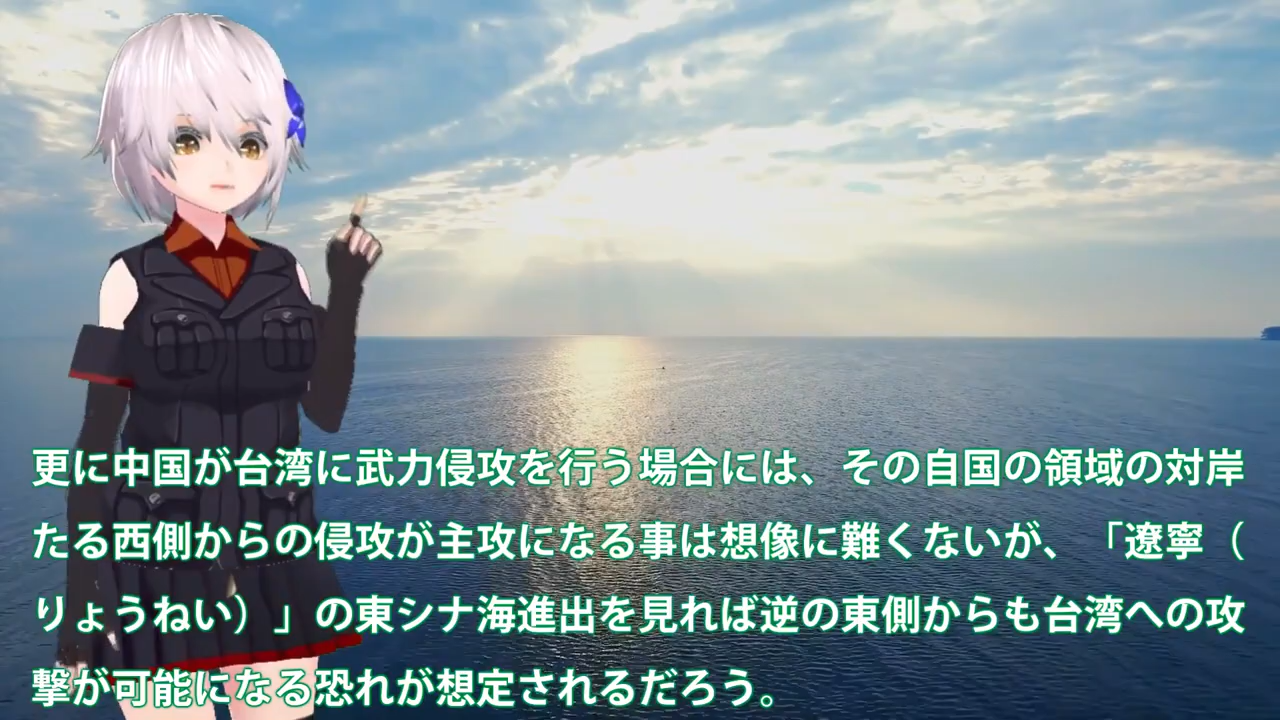 更に中国が台湾に武力侵攻を行う場合には、その自国の領域の対岸
たる西側からの侵攻が主攻になる事は想像に難くないが、「遼寧（
りょうねい）」の東シナ海進出を見れば逆の東側からも台湾への攻
撃が可能になる恐れが想定されるだろう。